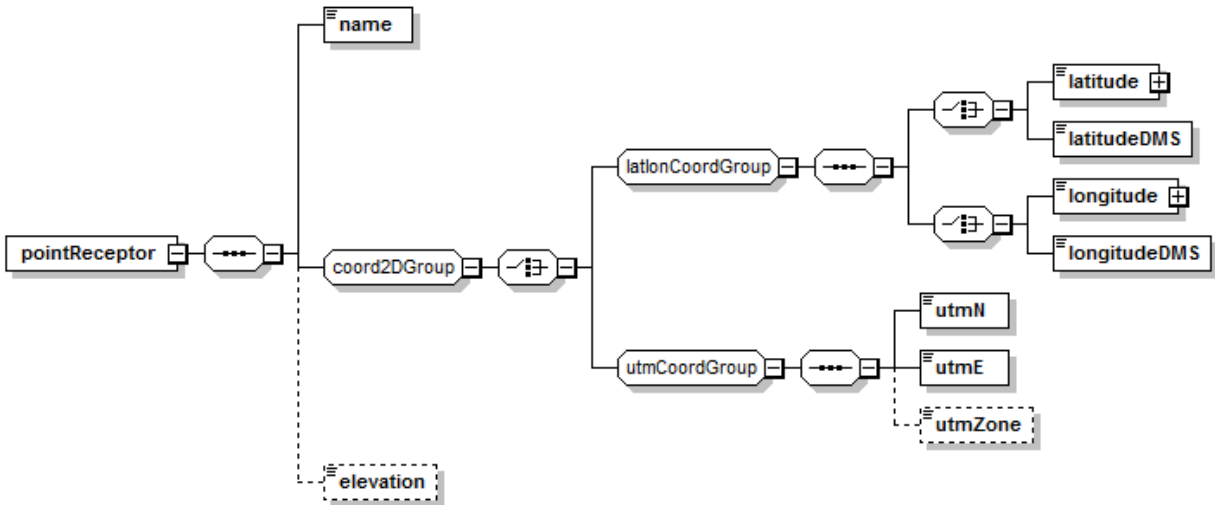 name
latitude
latitudeDMS
latlonCoordGroup
longitude
longitudeDMS
pointReceptor
coord2DGroup
utmN
utmCoordGroup
utmE
utmZone
elevation